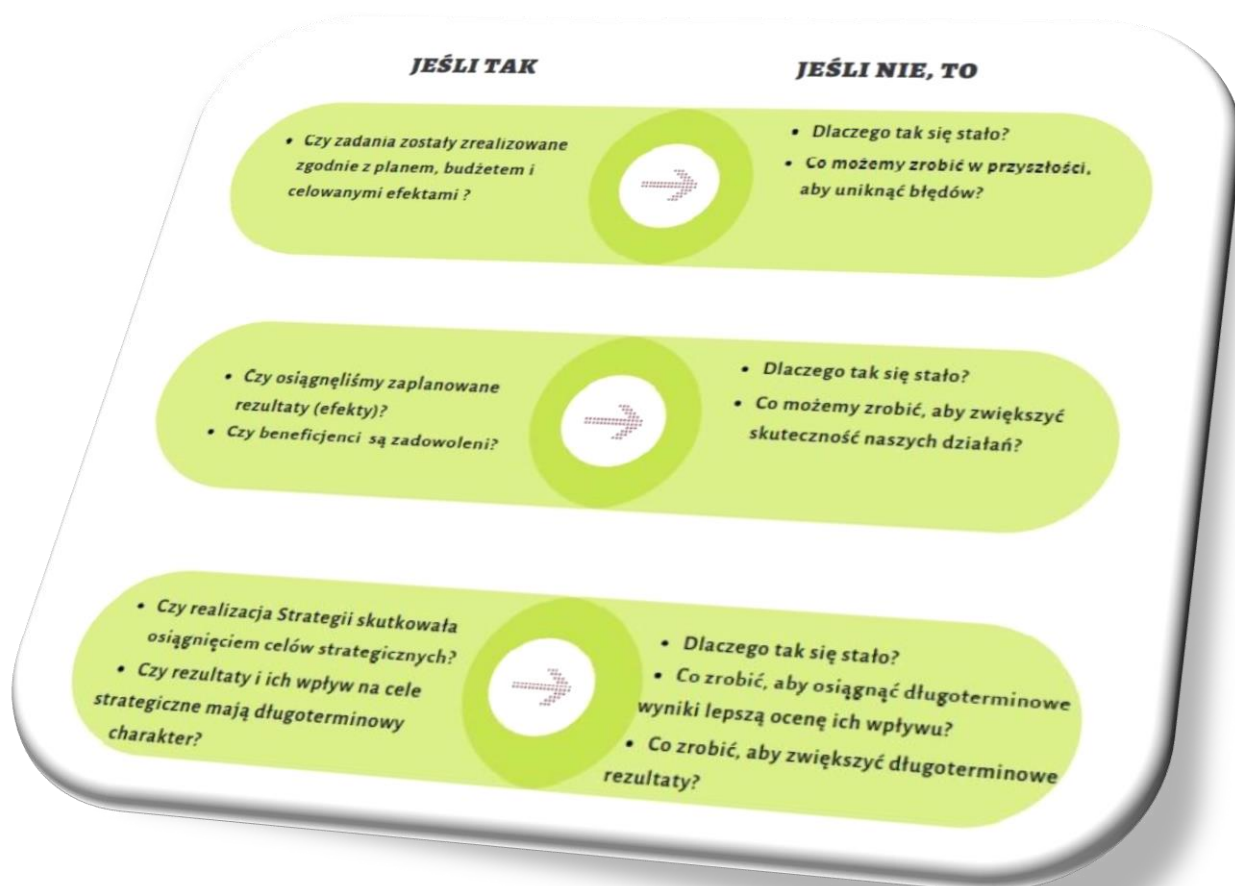 JEŚLI TAK
JEŚLI NIE, TO
• Czy zadania zostały zrealizowane
zgodnie z planem, budżetem i
celowanymi efektami ?
• Dlaczego tak się stało?
• Co możemy zrobić w przyszłości,
aby uniknąć błędów?
• Czy osiągnęliśmy zaplanowane
rezultaty (efekty)?
• Czy beneficjenci są zadowoleni?
• Dlaczego tak się stało?
• Co możemy zrobić, aby zwiększyć
skuteczność naszych działań?
• Czy realizacja Strategii skutkowała
osiągnięciem celów strategicznych?
• Czy rezultaty i ich wpływ na cele
strategiczne mają długoterminowy
charakter?
• Dlaczego tak się stało?
• Co zrobić, aby osiągnąć długoterminowe
wyniki lepszą ocenę ich wpływu?
• Co zrobić, aby zwiększyć długoterminowe
rezultaty?